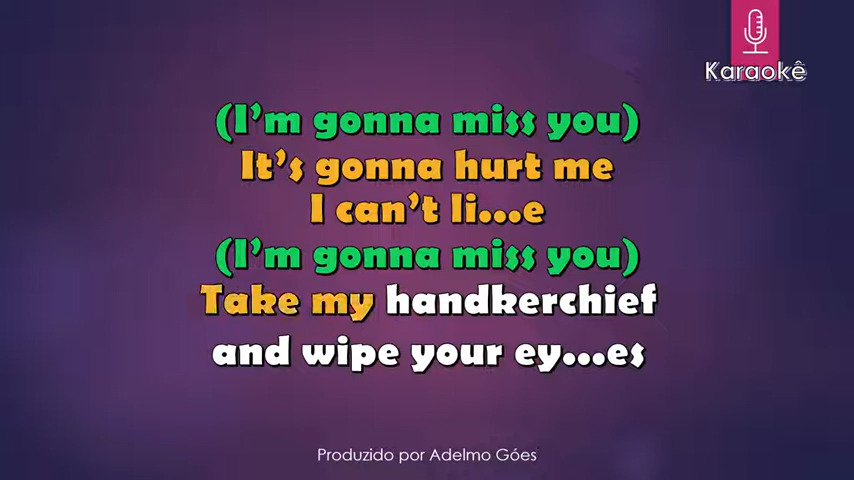 Karaokê
(I'm gonna miss you)
It's gonna hurt me
I can't li...e
(I'm gonna miss you)
Take my handkerchief
and wipe your ey...es
Produzido por Adelmo Góes